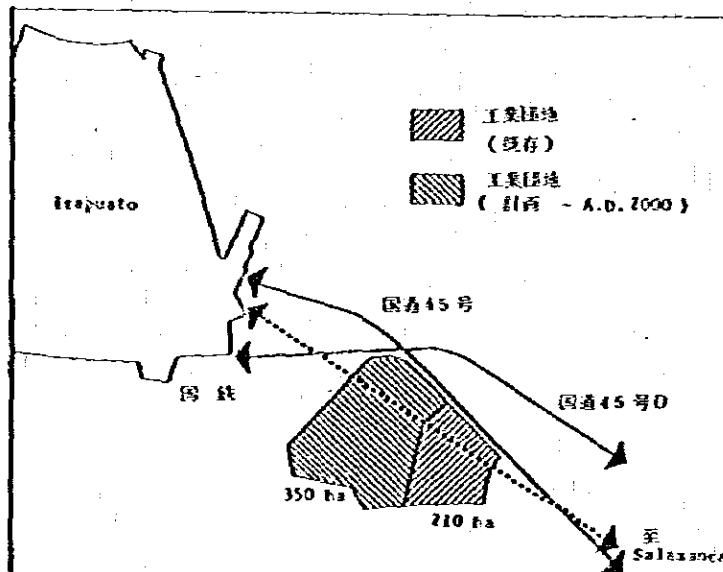 工業団地
(既存)
工業団地
( 計画 ~ A.D.2000 )
Irapuato
国道45号
国鉄
国道45号D
350 ha
210 ha
至
Salamanca